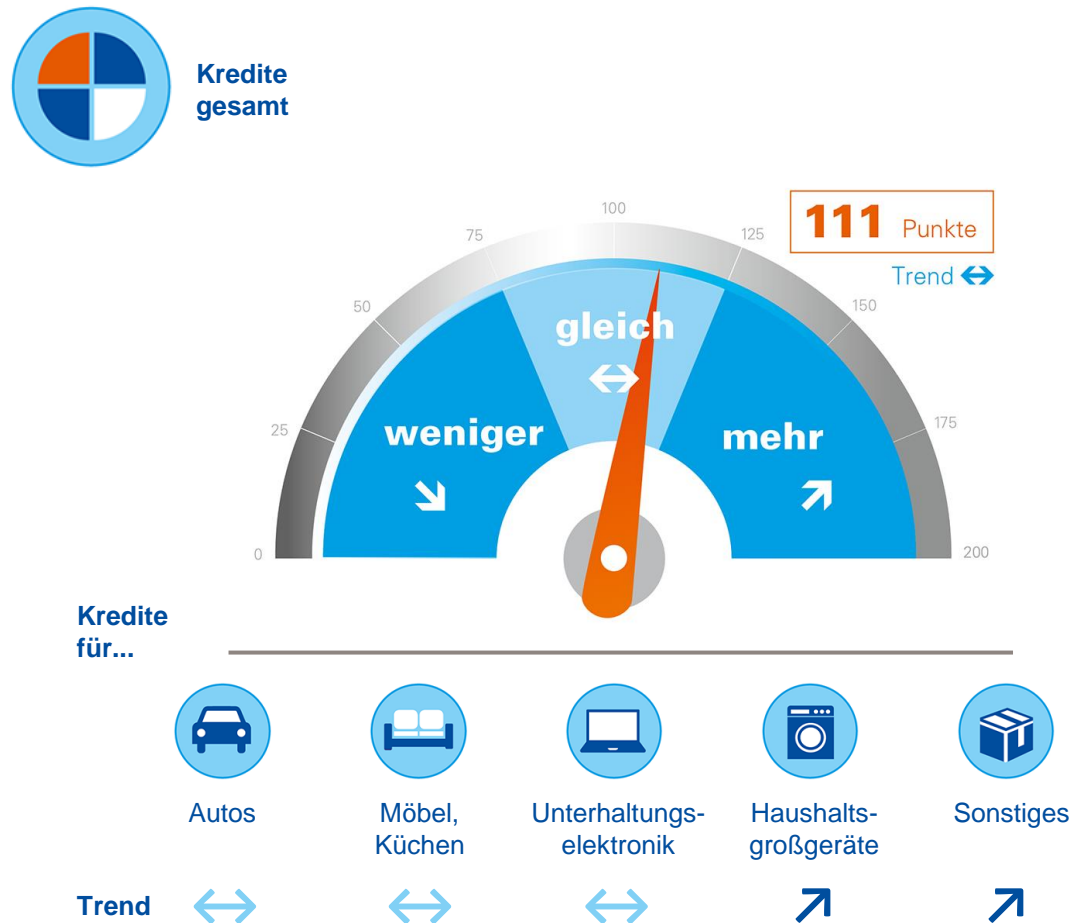 Kredite
gesamt
111 Punkte
Trend
0
25
50
75
100
125
150
175
200
weniger
gleich
mehr
Kredite
für...
Autos
Möbel,
Küchen
Unterhaltungs-
elektronik
Haushalts-
großgeräte
Sonstiges
Trend